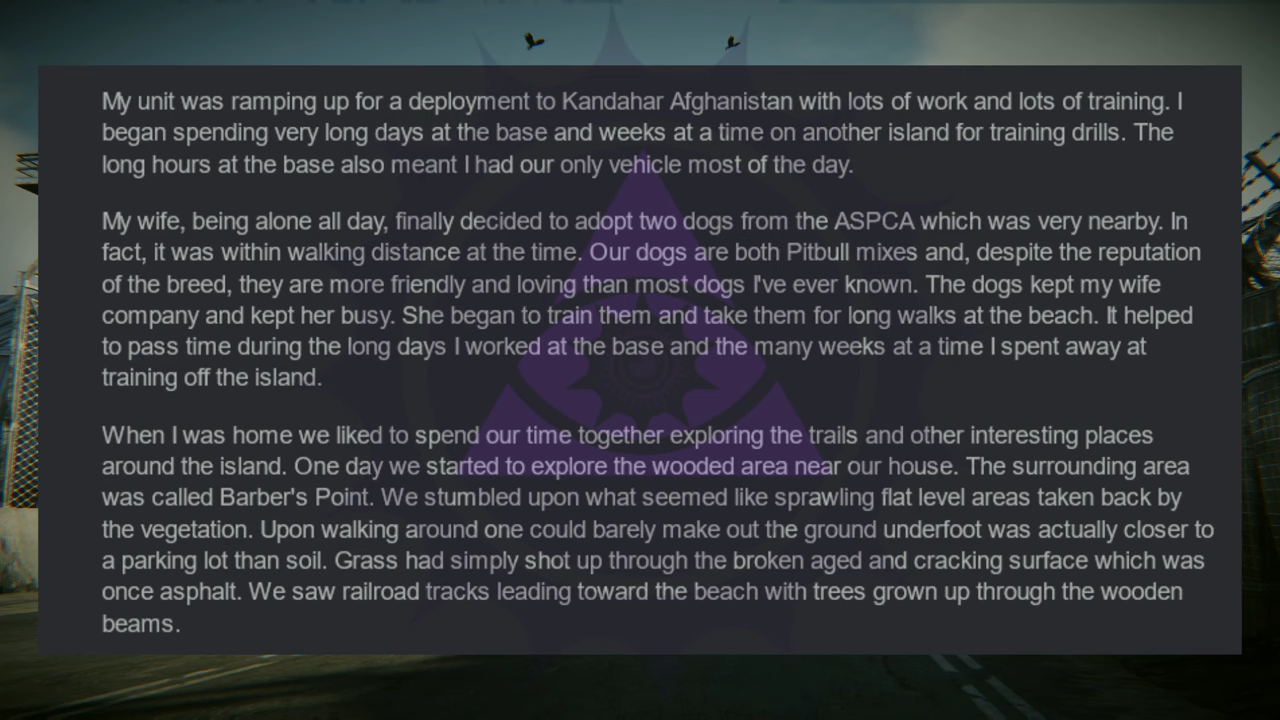 My unit was ramping up for a deployment to Kandahar Afghanistan with lots of work and lots of training. I
began spending very long days at the base and weeks at a time on another island for training drills. The
long hours at the base also meant I had our only vehicle most of the day.
My wife, being alone all day, finally decided to adopt two dogs from the ASPCA which was very nearby. In
fact, it was within walking distance at the time. Our dogs are both Pitbull mixes and, despite the reputation
of the breed, they are more friendly and loving than most dogs I've ever known. The dogs kept my wife
company and kept her busy. She began to train them and take them for long walks at the beach. It helped
to pass time during the long days I worked at the base and the many weeks at a time I spent away at
training off the island.
When I was home we liked to spend our time together exploring the trails and other interesting places
around the island. One day we started to explore the wooded area near our house. The surrounding area
was called Barber's Point. We stumbled upon what seemed like sprawling flat level areas taken back by
the vegetation. Upon walking around one could barely make out the ground underfoot was actually closer to
a parking lot than soil. Grass had simply shot up through the broken aged and cracking surface which was
once asphalt. We saw railroad tracks leading toward the beach with trees grown up through the wooden
beams.